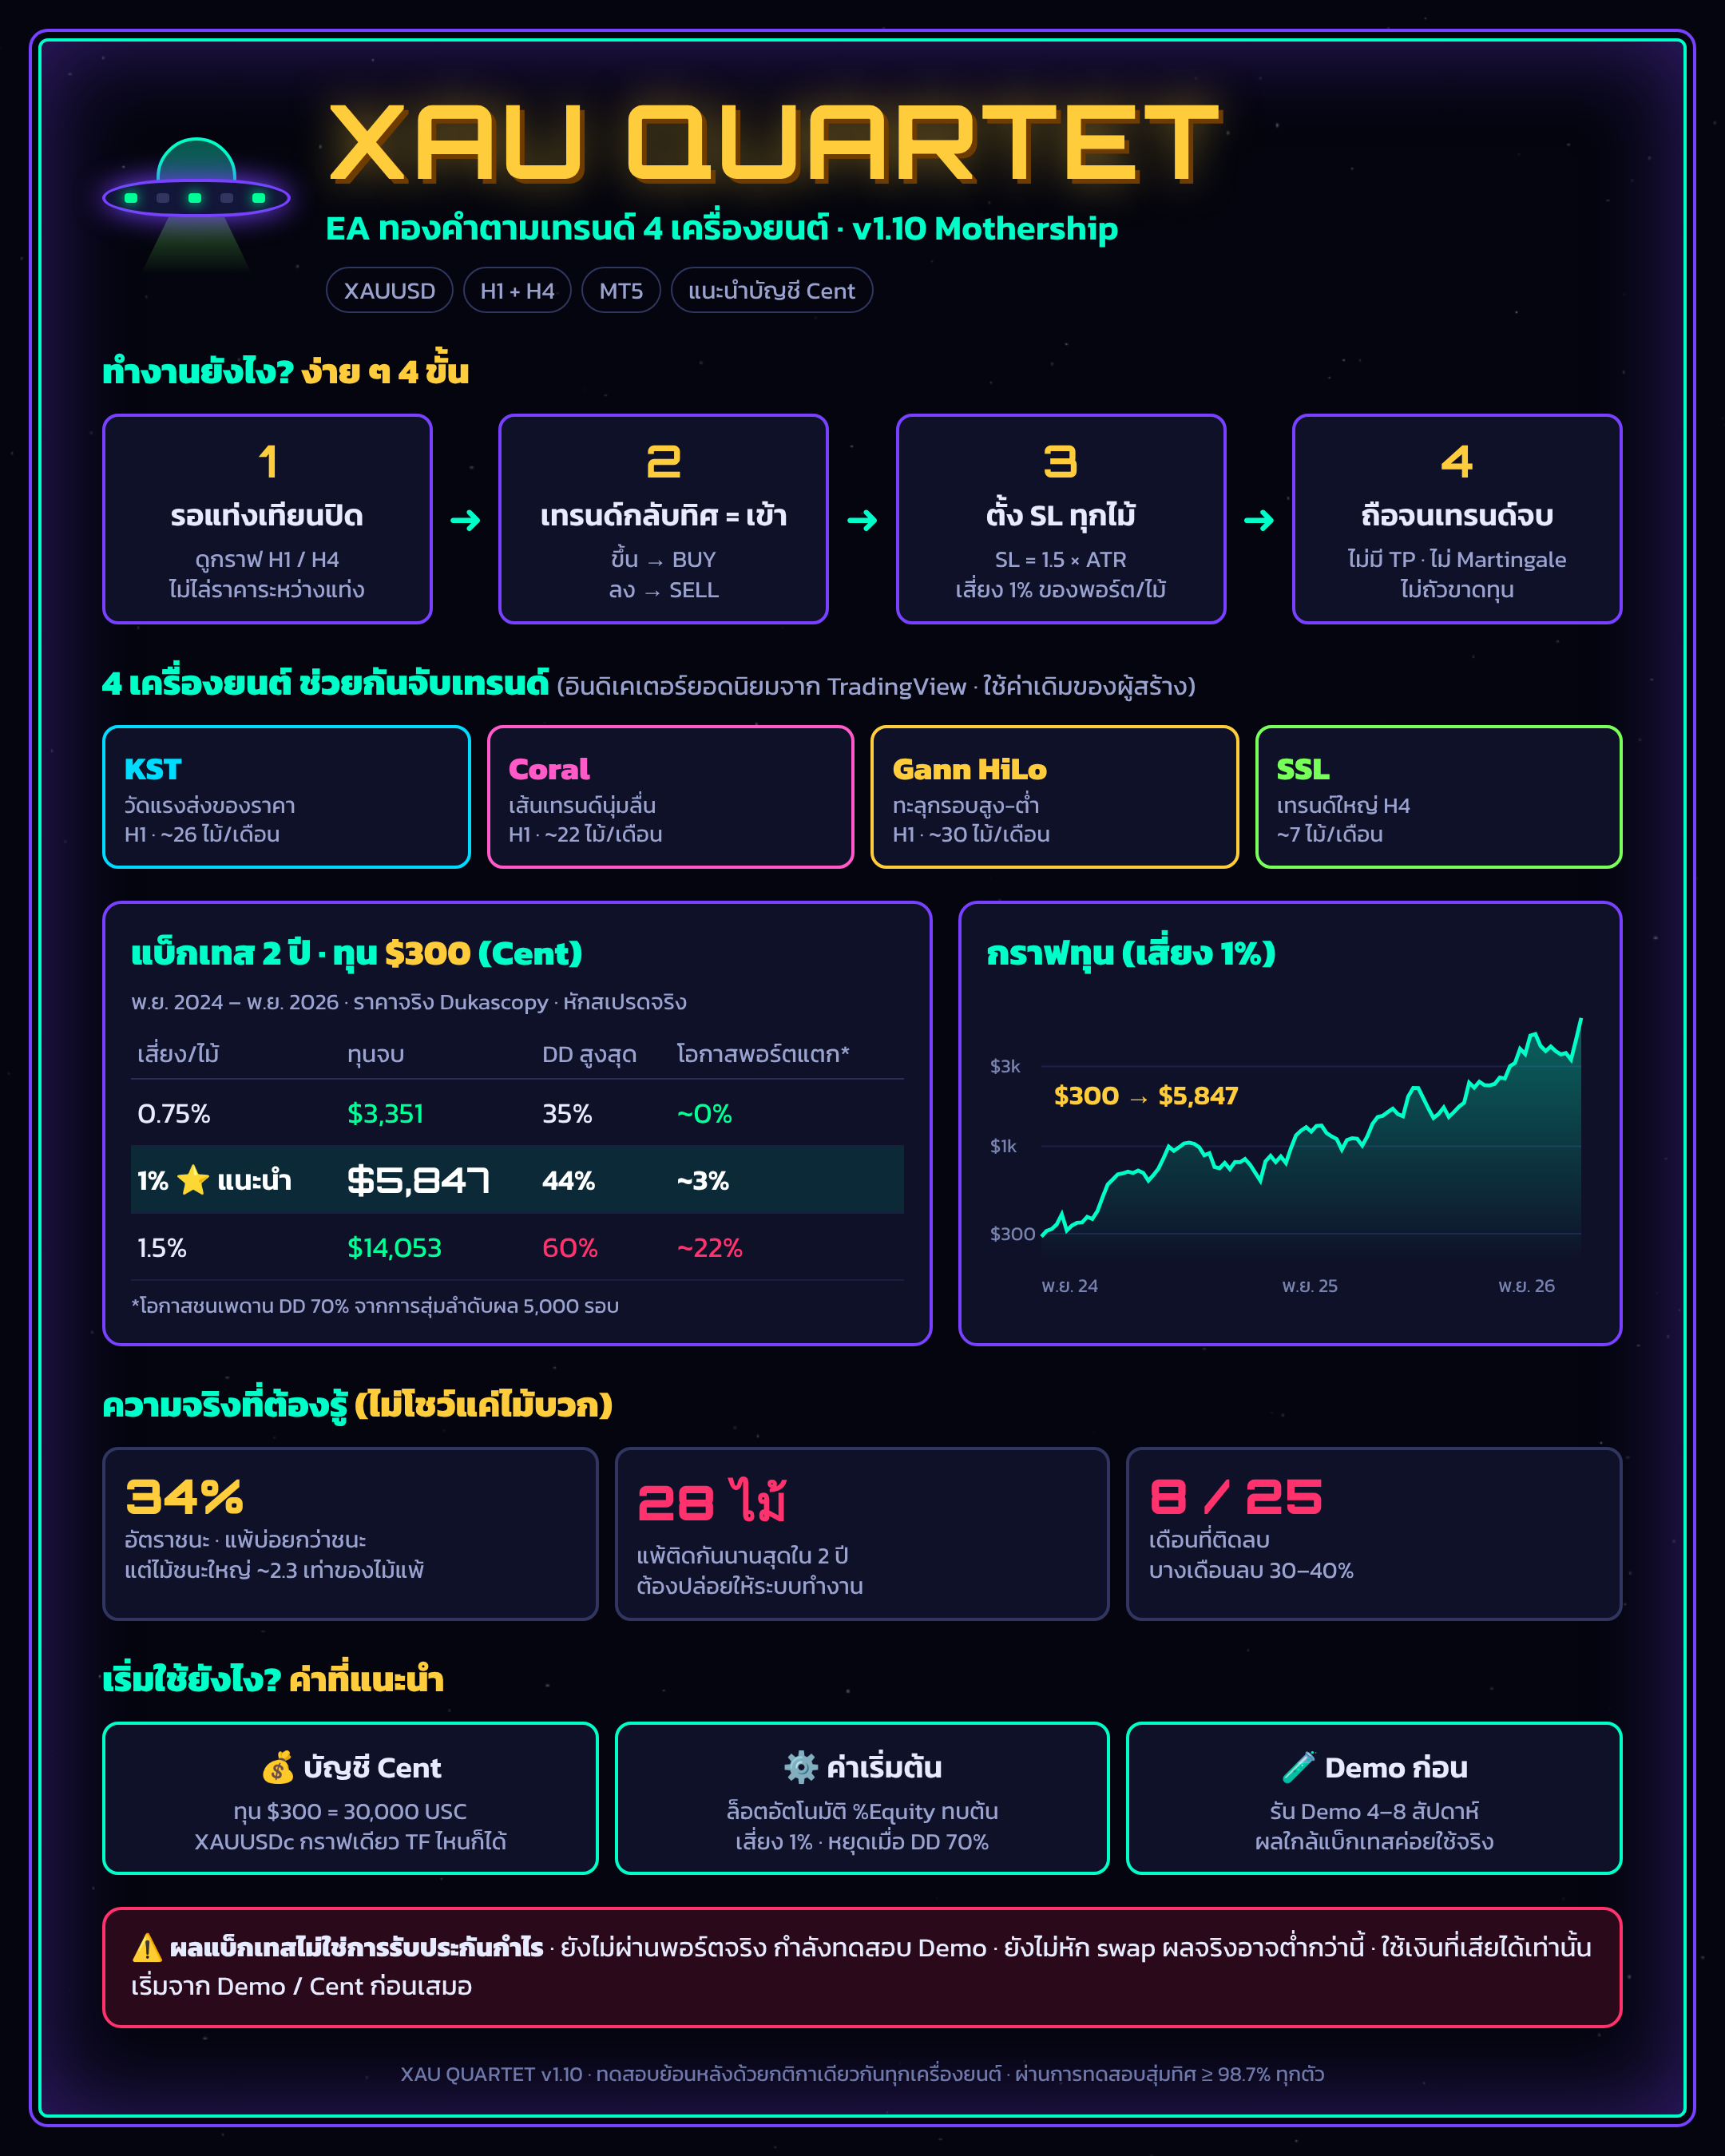 XAU QUARTET
EA ทองคำตามเทรนด์ 4 เครื่องยนต์ · v1.10 Mothership
XAUUSD
H1 + H4
MT5
แนะนำบัญชี Cent
ทำงานยังไง? ง่าย ๆ 4 ขั้น
1
รอแท่งเทียนปิด
ดูกราฟ H1 / H4
ไม่ไล่ราคาระหว่างแท่ง
➜
2
เทรนด์กลับทิศ = เข้า
ขึ้น → BUY
ลง → SELL
➜
3
ตั้ง SL ทุกไม้
SL = 1.5 × ATR
เสี่ยง 1% ของพอร์ต/ไม้
➜
4
ถือจนเทรนด์จบ
ไม่มี TP · ไม่ Martingale
ไม่ถัวขาดทุน
4 เครื่องยนต์ ช่วยกันจับเทรนด์ (อินดิเคเตอร์ยอดนิยมจาก TradingView · ใช้ค่าเดิมของผู้สร้าง)
KST
วัดแรงส่งของราคา
H1 · ~26 ไม้/เดือน
Coral
เส้นเทรนด์นุ่มลื่น
H1 · ~22 ไม้/เดือน
Gann HiLo
ทะลุกรอบสูง-ต่ำ
H1 · ~30 ไม้/เดือน
SSL
เทรนด์ใหญ่ H4
~7 ไม้/เดือน
แบ็กเทส 2 ปี · ทุน $300 (Cent)
พ.ย. 2024 – พ.ย. 2026 · ราคาจริง Dukascopy · หักสเปรดจริง
เสี่ยง/ไม้ ทุนจบ DD สูงสุด โอกาสพอร์ตแตก*
0.75% $3,351 35% ~0%
1% ⭐ แนะนำ $5,847 44% ~3%
1.5% $14,053 60% ~22%
*โอกาสชนเพดาน DD 70% จากการสุ่มลำดับผล 5,000 รอบ
กราฟทุน (เสี่ยง 1%)
$3k
$300 → $5,847
$1k
$300
พ.ย. 24 พ.ย. 25 พ.ย. 26
ความจริงที่ต้องรู้ (ไม่โชว์แค่ไม้บวก)
34%
อัตราชนะ · แพ้บ่อยกว่าชนะ
แต่ไม้ชนะใหญ่ ~2.3 เท่าของไม้แพ้
28 ไม้
แพ้ติดกันนานสุดใน 2 ปี
ต้องปล่อยให้ระบบทำงาน
8 / 25
เดือนที่ติดลบ
บางเดือนลบ 30–40%
เริ่มใช้ยังไง? ค่าที่แนะนำ
💰 บัญชี Cent
ทุน $300 = 30,000 USC
XAUUSDc กราฟเดียว TF ไหนก็ได้
⚙️ ค่าเริ่มต้น
ล็อตอัตโนมัติ %Equity ทบต้น
เสี่ยง 1% · หยุดเมื่อ DD 70%
🧪 Demo ก่อน
รัน Demo 4–8 สัปดาห์
ผลใกล้แบ็กเทสค่อยใช้จริง
⚠️ ผลแบ็กเทสไม่ใช่การรับประกันกำไร · ยังไม่ผ่านพอร์ตจริง กำลังทดสอบ Demo · ยังไม่หัก swap ผลจริงอาจต่ำกว่านี้ · ใช้เงินที่เสียได้เท่านั้น
เริ่มจาก Demo / Cent ก่อนเสมอ
XAU QUARTET v1.10 · ทดสอบย้อนหลังด้วยกติกาเดียวกันทุกเครื่องยนต์ · ผ่านการทดสอบสุ่มทิศ ≥ 98.7% ทุกตัว